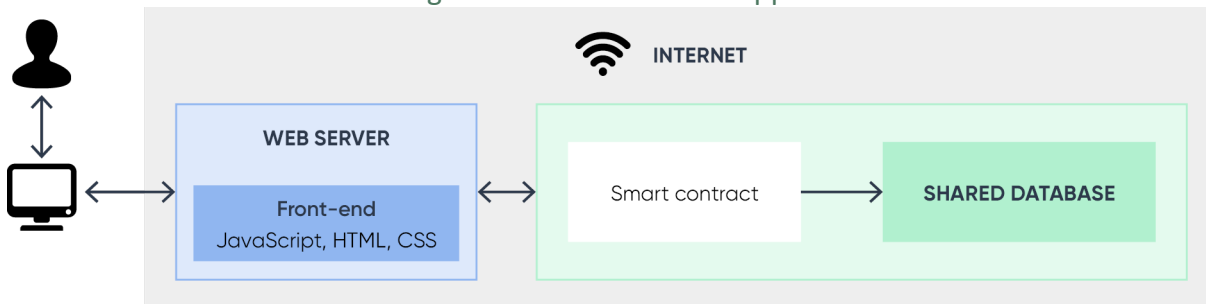 INTERNET
WEB SERVER
Front-end
JavaScript, HTML, CSS
Smart contract
SHARED DATABASE